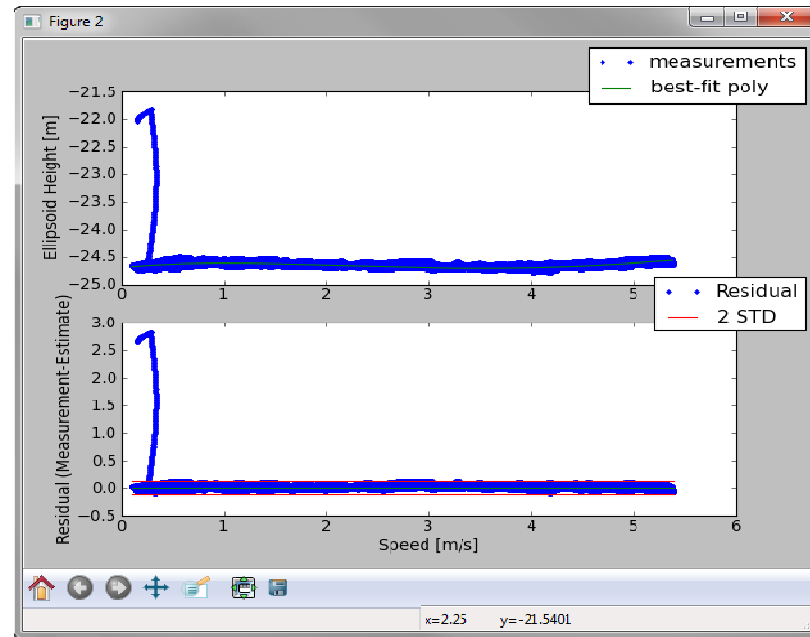 Figure 2
measurements
best-fit poly
Ellipsoid Height [m]
−21.5
−22.0
−22.5
−23.0
−23.5
−24.0
−24.5
−25.0
0 1 2 3 4 5 6
Residual
2 STD
Residual (Measurement-Estimate)
3.0
2.5
2.0
1.5
1.0
0.5
0.0
−0.5
0 1 2 3 4 5 6
Speed [m/s]
x=2.25 y=-21.5401